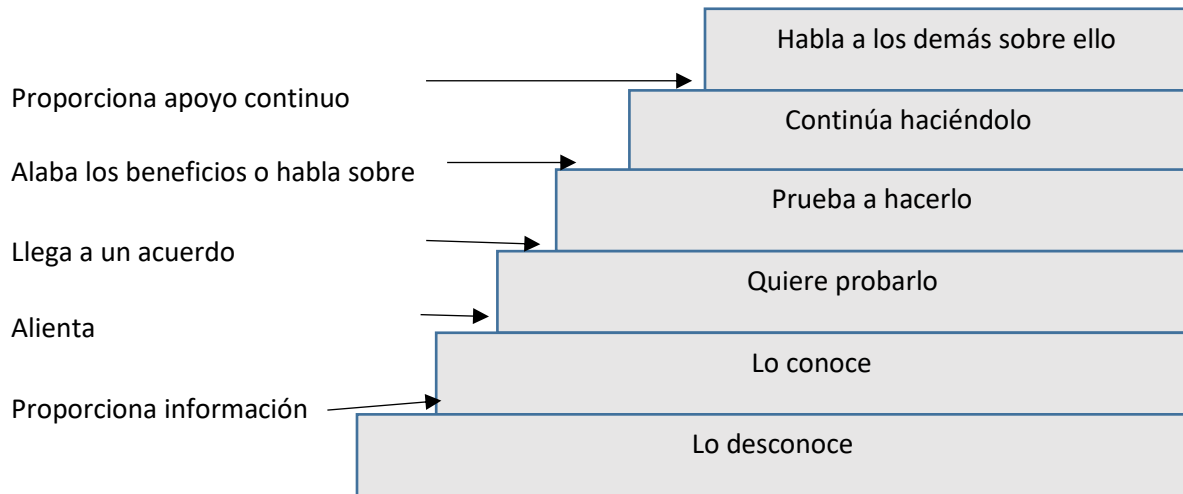 Habla a los demás sobre ello
Proporciona apoyo continuo
Continúa haciéndolo
Alaba los beneficios o habla sobre
Prueba a hacerlo
Llega a un acuerdo
Quiere probarlo
Alienta
Lo conoce
Proporciona información
Lo desconoce